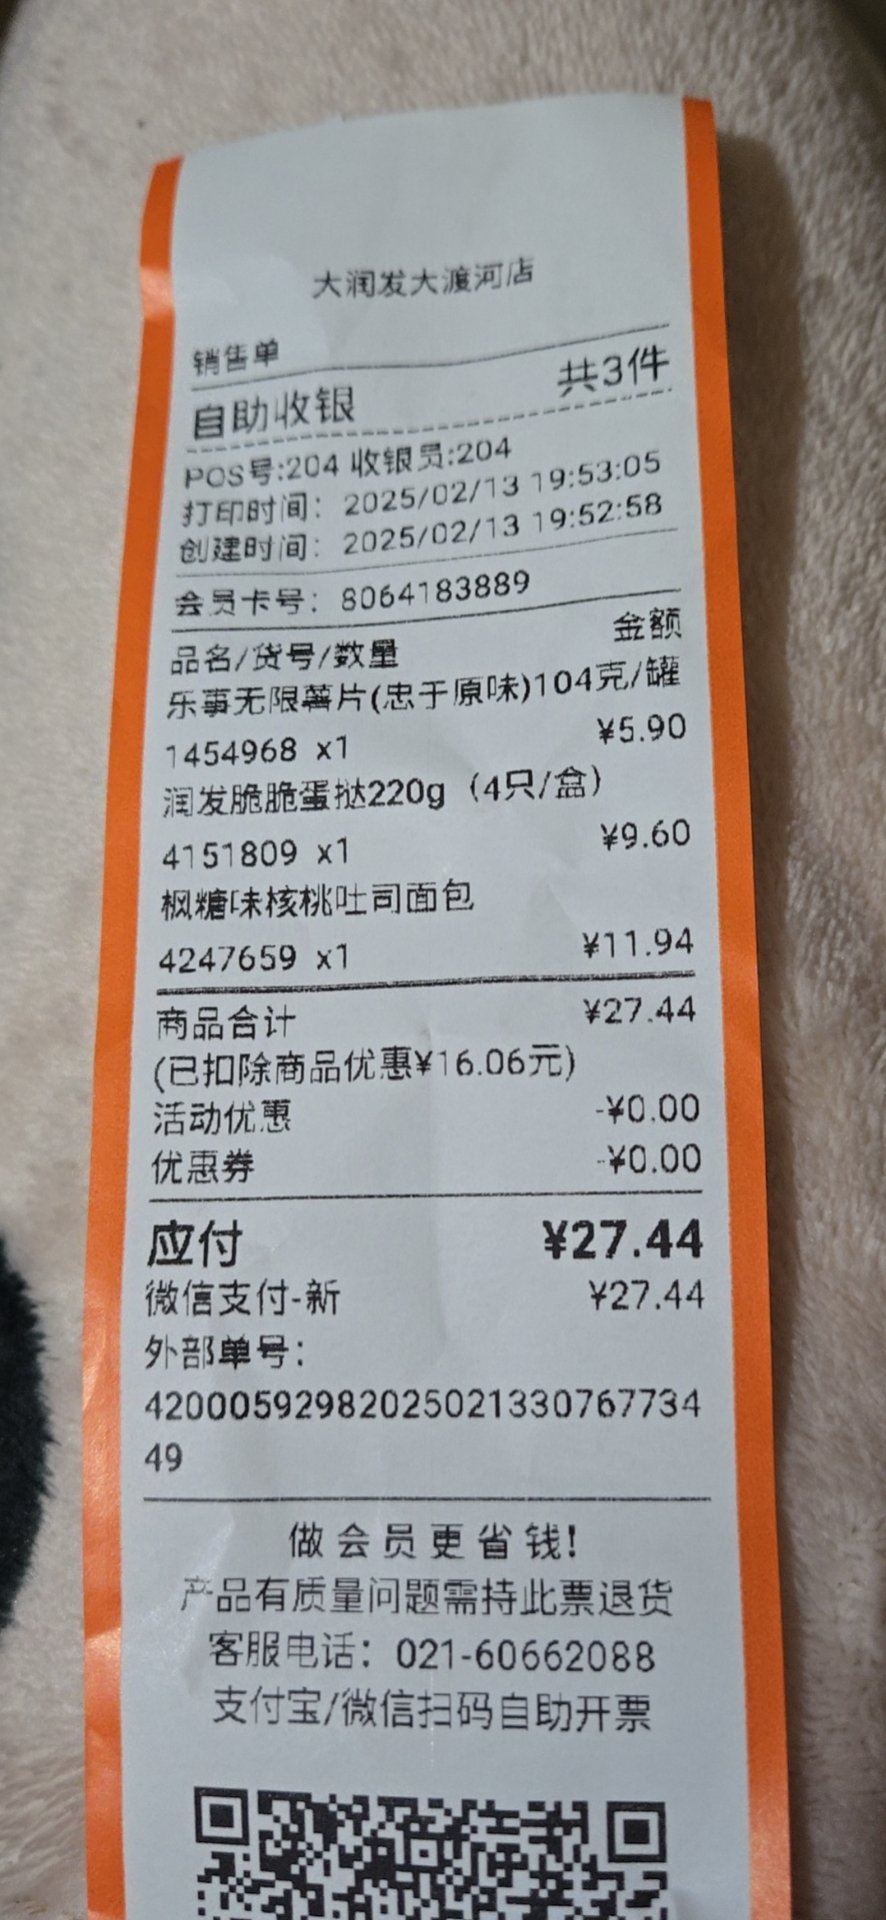 大润发大渡河店
销售单
自助收银 共3件
POS号:204 收银员:204
打印时间: 2025/02/13 19:53:05
创建时间: 2025/02/13 19:52:58
会员卡号: 8064183889
品名/货号/数量 金额
乐事无限薯片(忠于原味)104克/罐
1454968 x1 ¥5.90
润发脆脆蛋挞220g（4只/盒）
4151809 x1 ¥9.60
枫糖味核桃吐司面包
4247659 x1 ¥11.94
商品合计 ¥27.44
(已扣除商品优惠¥16.06元)
活动优惠 -¥0.00
优惠券 -¥0.00
应付 ¥27.44
微信支付-新 ¥27.44
外部单号:
42000592982025021330767734
49
做会员更省钱!
产品有质量问题需持此票退货
客服电话: 021-60662088
支付宝/微信扫码自助开票